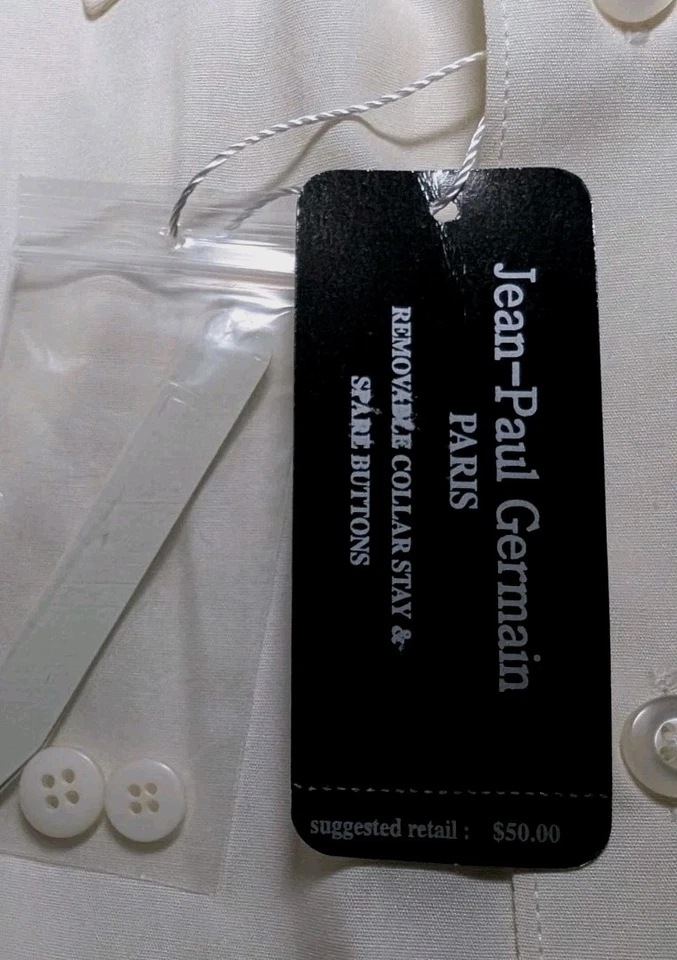 Jean-Paul Germain
PARIS
REMOVABLE COLLAR STAY &
SPARE BUTTONS
suggested retail : $50.00